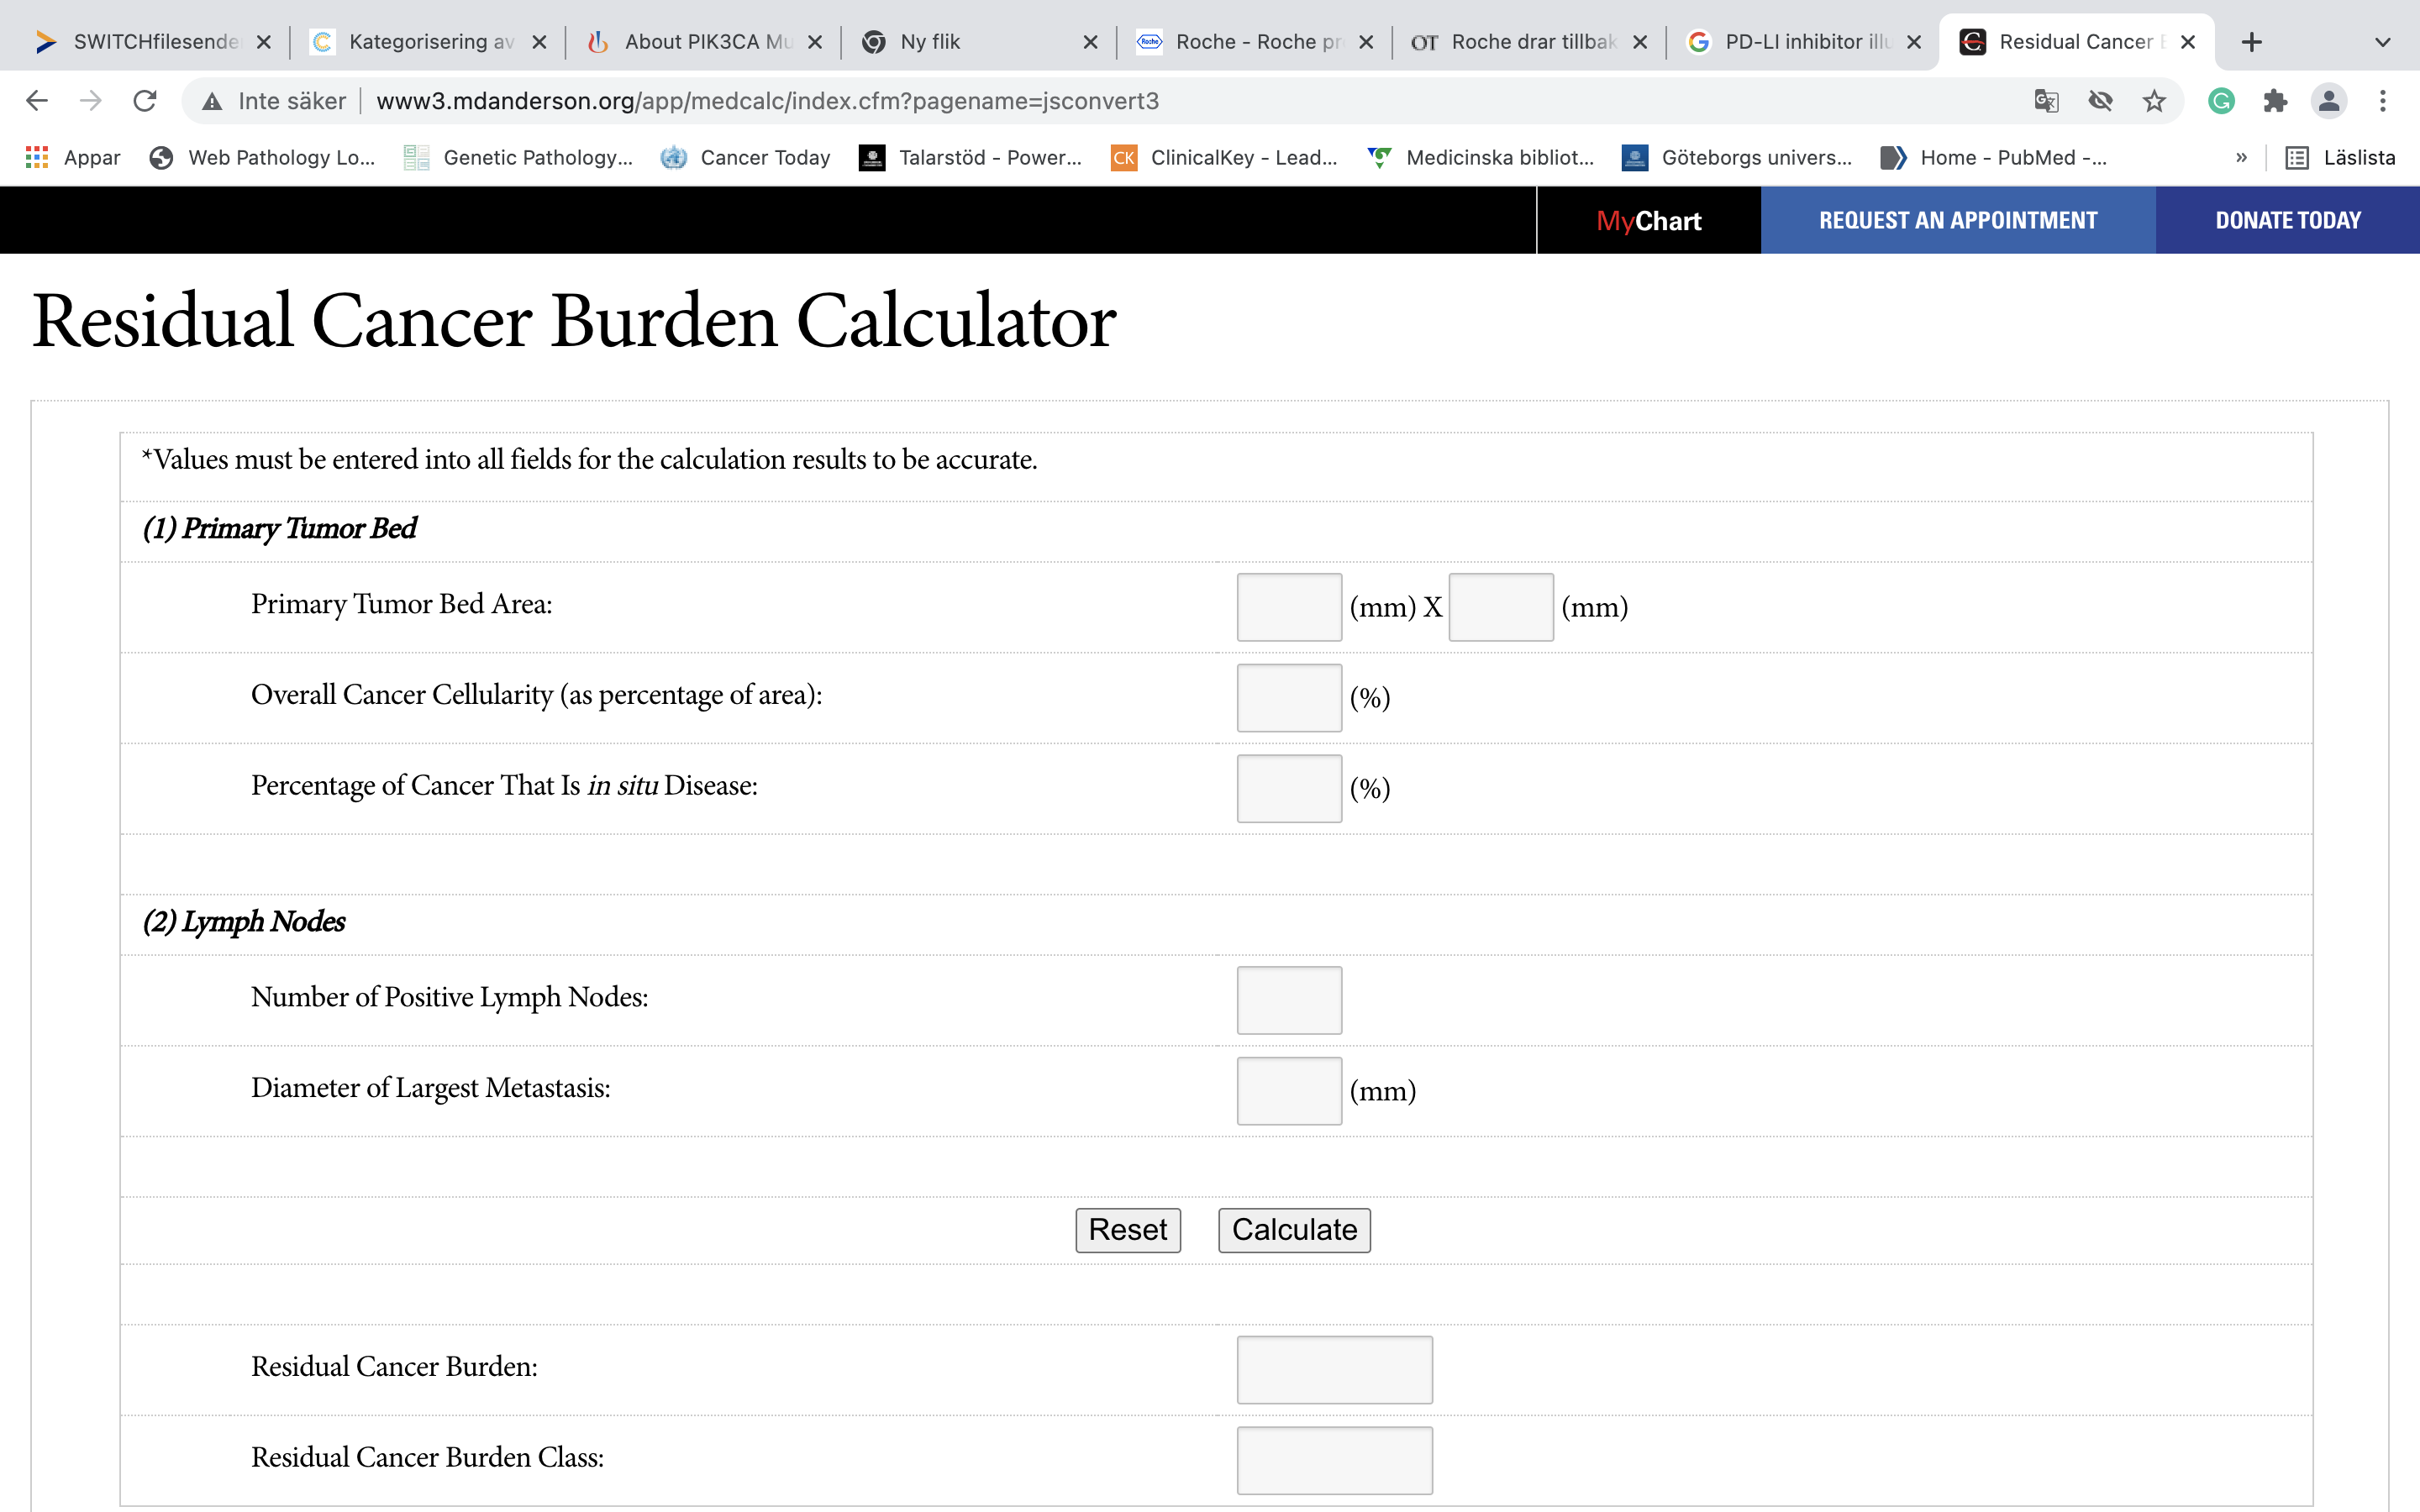 SWITCHfilesende
Kategorisering av
About PIK3CA Mu
Ny flik
Roche - Roche pr
OT Roche drar tillbak
PD-LI inhibitor illu
Residual Cancer B
Inte säker www3.mdanderson.org/app/medcalc/index.cfm?pagename=jsconvert3
Appar
Web Pathology Lo...
Genetic Pathology...
Cancer Today
Talarstöd - Power...
CK ClinicalKey - Lead...
Medicinska bibliot...
Göteborgs univers...
Home - PubMed -...
»
Läslista
MyChart
REQUEST AN APPOINTMENT
DONATE TODAY
Residual Cancer Burden Calculator
*Values must be entered into all fields for the calculation results to be accurate.
(1) Primary Tumor Bed
Primary Tumor Bed Area: (mm) X (mm)
Overall Cancer Cellularity (as percentage of area): (%)
Percentage of Cancer That Is in situ Disease: (%)
(2) Lymph Nodes
Number of Positive Lymph Nodes:
Diameter of Largest Metastasis: (mm)
Reset Calculate
Residual Cancer Burden:
Residual Cancer Burden Class: